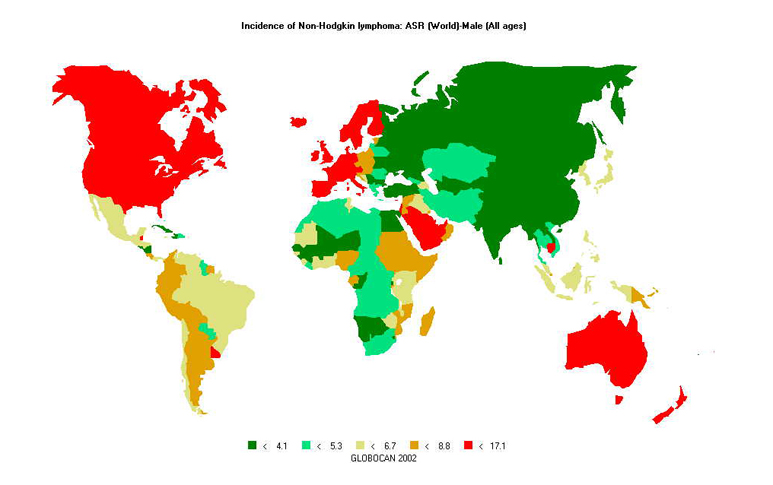 Incidence of Non-Hodgkin lymphoma: ASR (World)-Male (All ages)
< 4.1 < 5.3 < 6.7 < 8.8 < 17.1
GLOBOCAN 2002